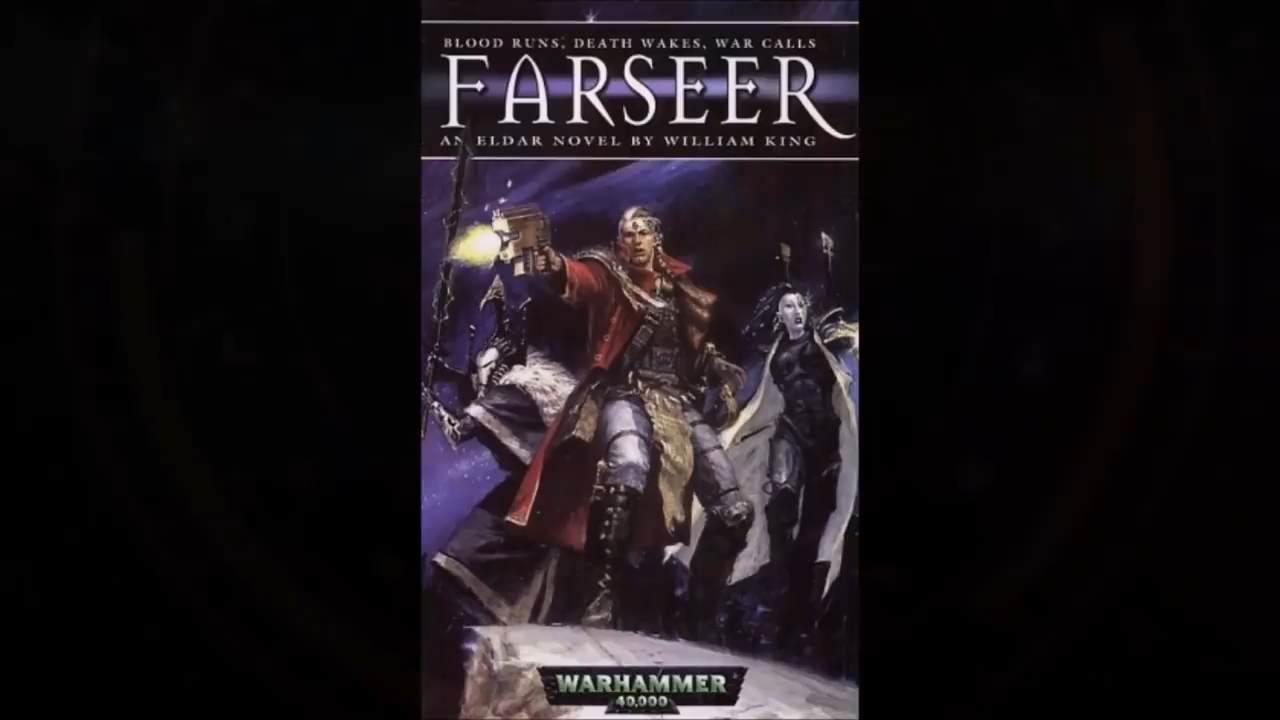 BLOOD RUNS, DEATH WAKES, WAR CALLS
FARSEER
AN ELDAR NOVEL BY WILLIAM KING
WARHAMMER
40,000